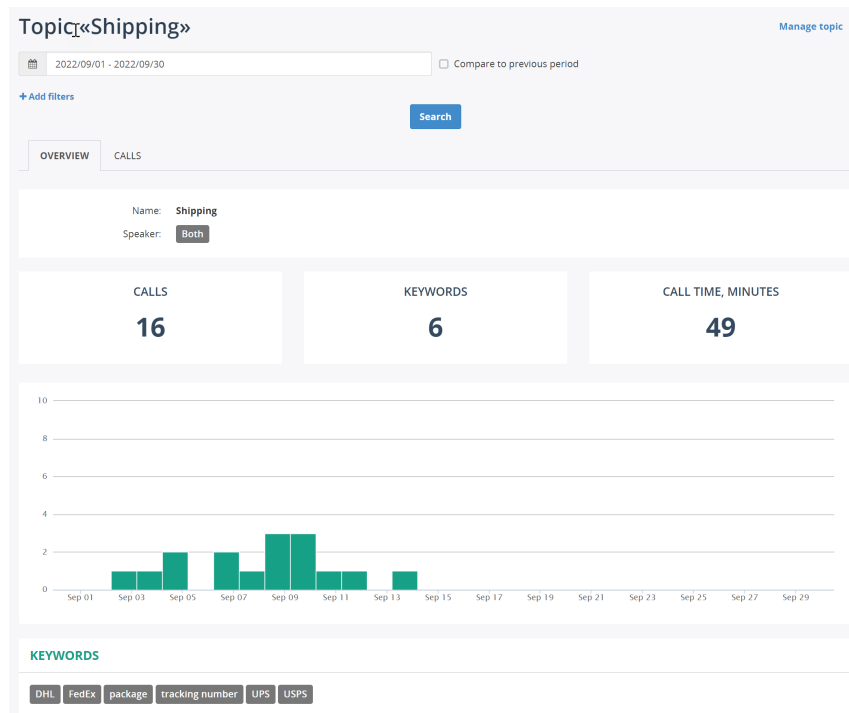 Topic «Shipping»
Manage topic
2022/09/01 - 2022/09/30
Compare to previous period
+ Add filters
Search
OVERVIEW CALLS
Name: Shipping
Speaker: Both
CALLS KEYWORDS CALL TIME, MINUTES
16 6 49
10
8
6
4
2
0
Sep 01 Sep 03 Sep 05 Sep 07 Sep 09 Sep 11 Sep 13 Sep 15 Sep 17 Sep 19 Sep 21 Sep 23 Sep 25 Sep 27 Sep 29
KEYWORDS
DHL FedEx package tracking number UPS USPS